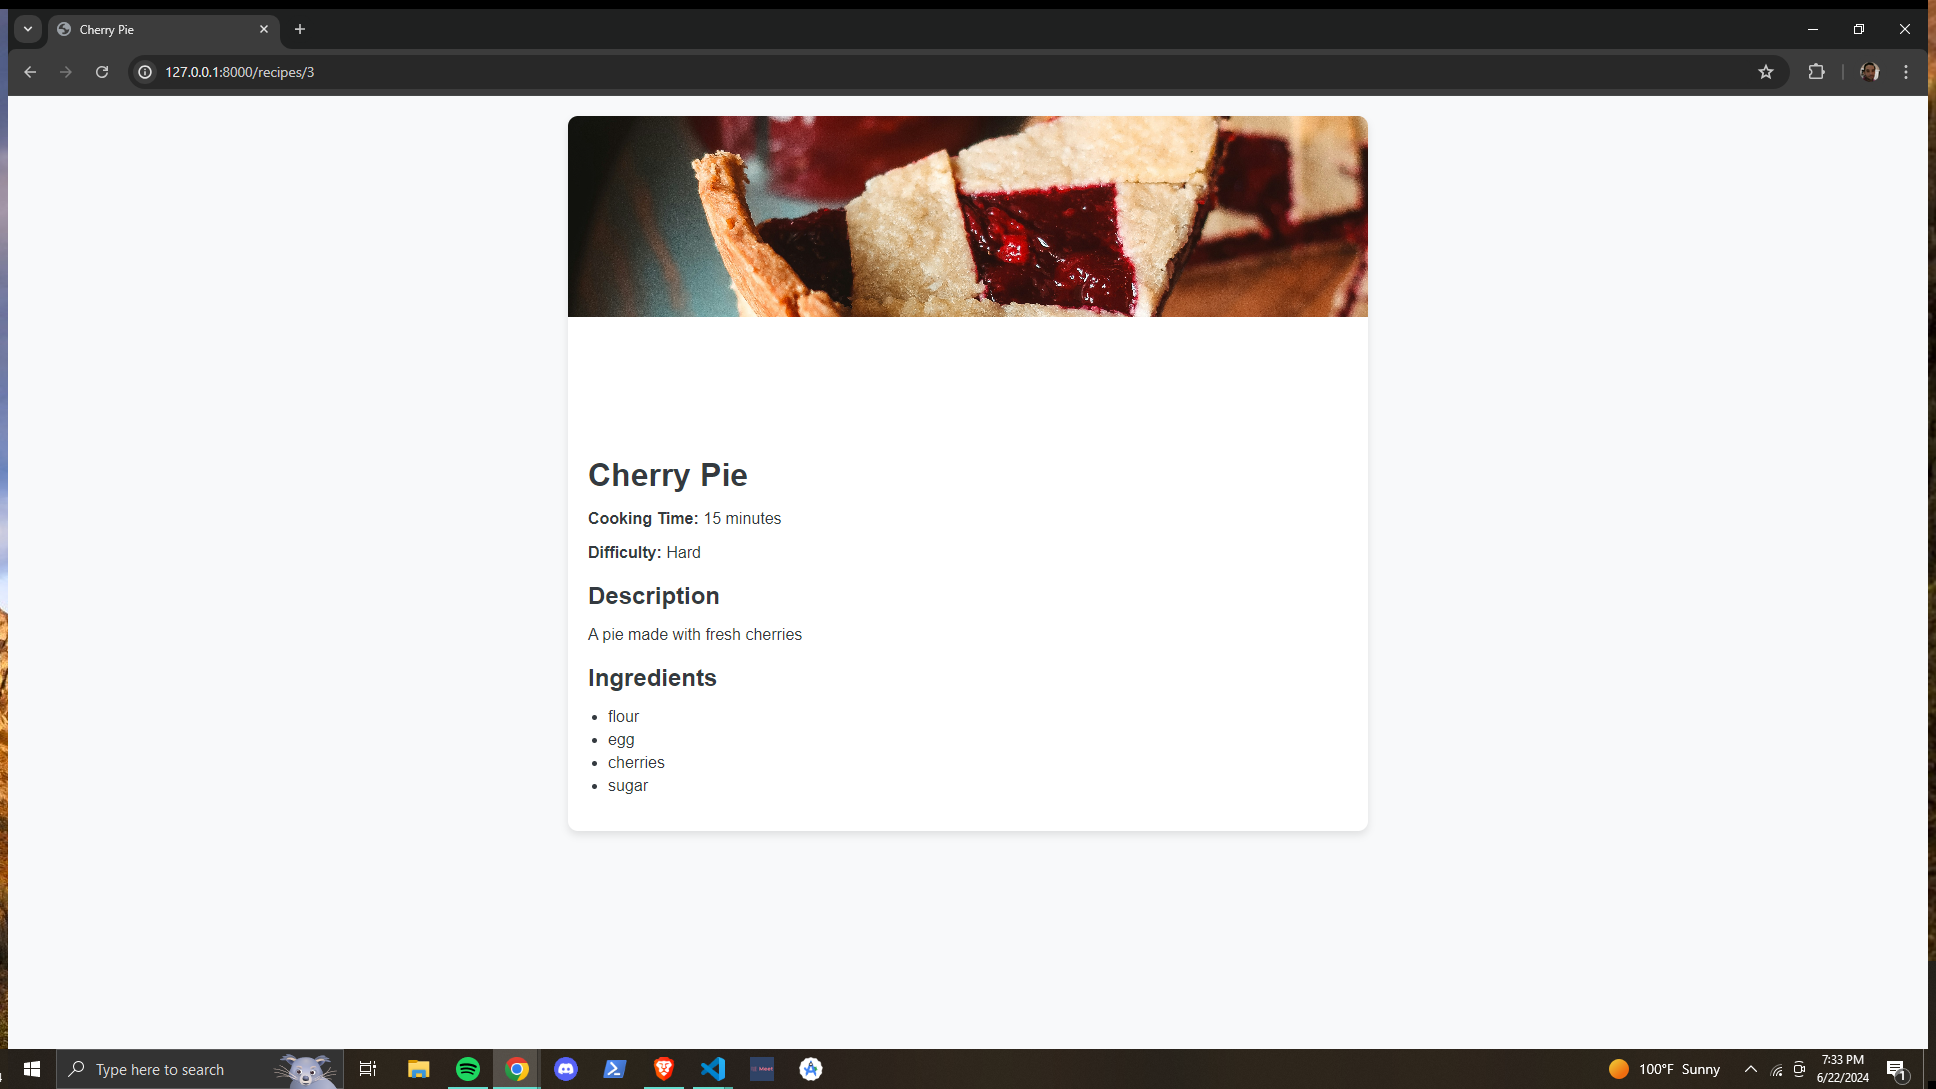 Cherry Pie
127.0.0.1:8000/recipes/3
Cherry Pie
Cooking Time: 15 minutes
Difficulty: Hard
Description
A pie made with fresh cherries
Ingredients
flour
egg
cherries
sugar
Type here to search
Meet
100°F Sunny
7:33 PM
6/22/2024
1